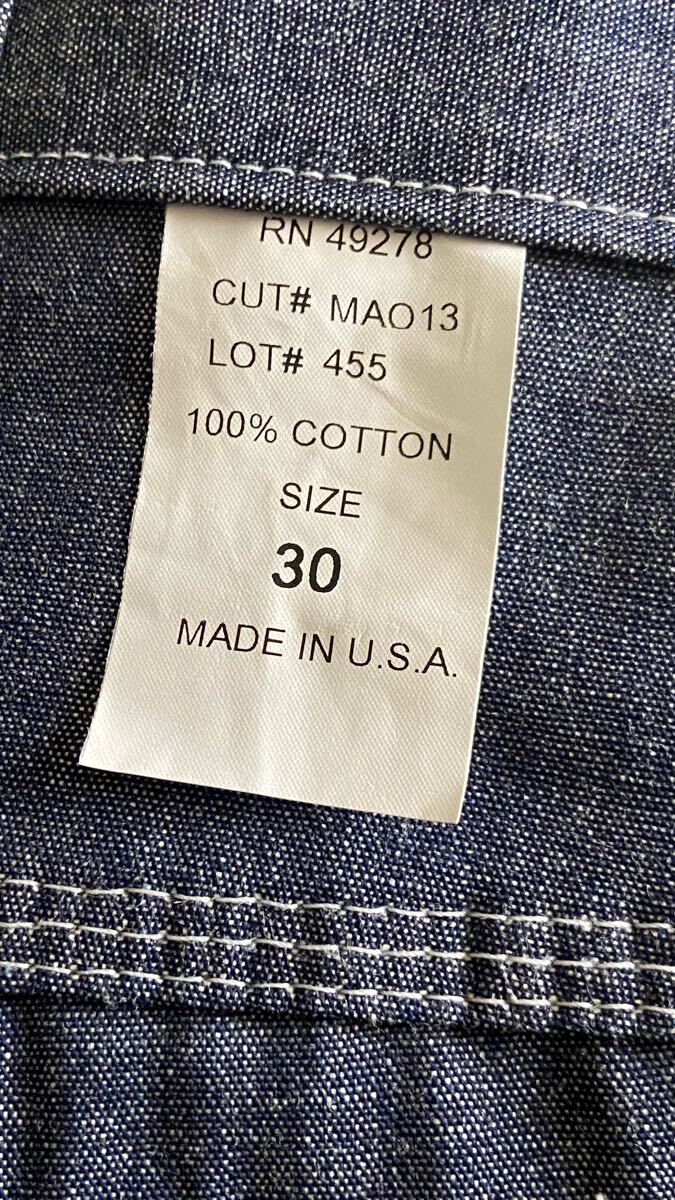 RN 49278
CUT# MAO13
LOT# 455
100% COTTON
SIZE
30
MADE IN U.S.A.